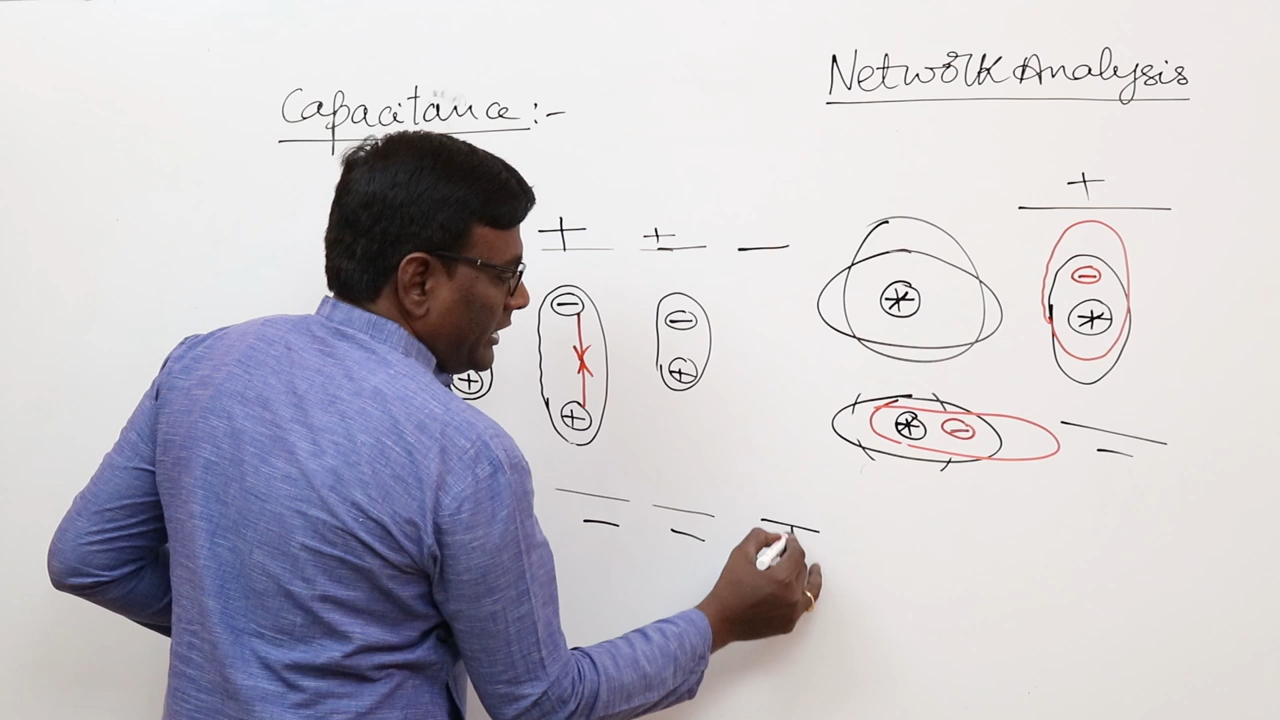 Network Analysis
Capacitance :-
+
+ +
- -
+ + +
* * -
-
* -